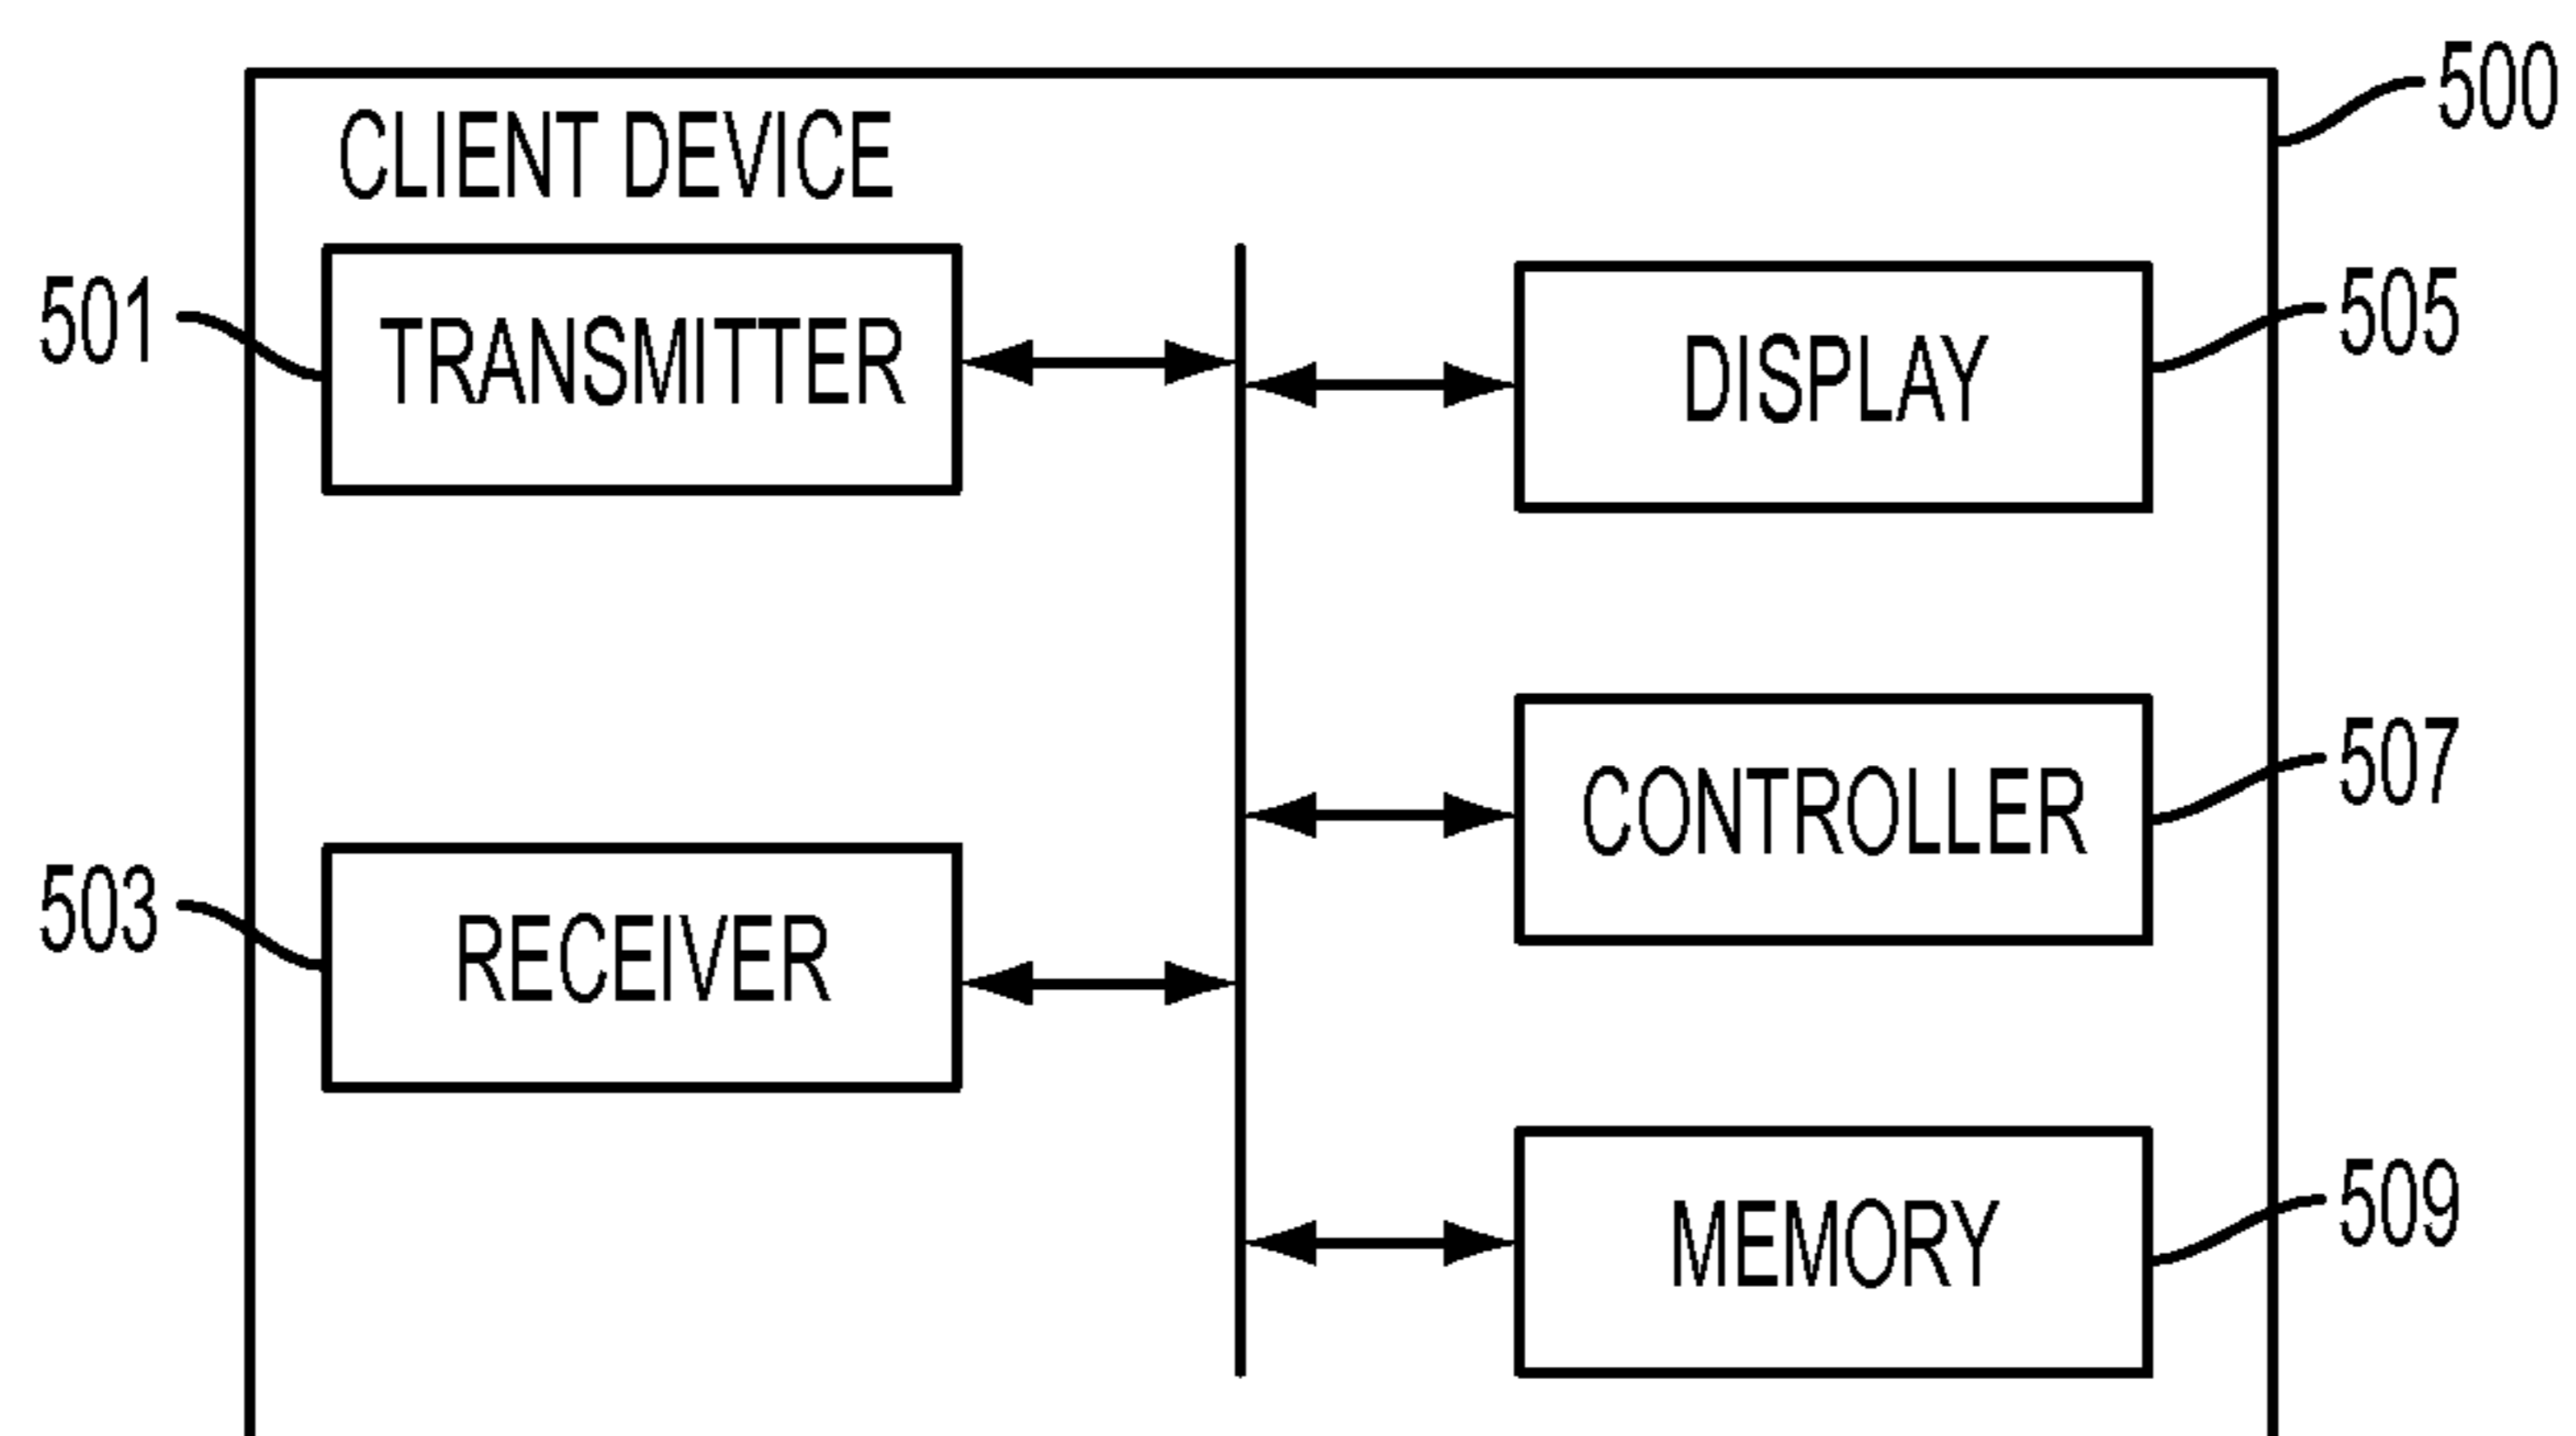 500
CLIENT DEVICE
501
TRANSMITTER
DISPLAY
505
CONTROLLER
507
503
RECEIVER
MEMORY
509